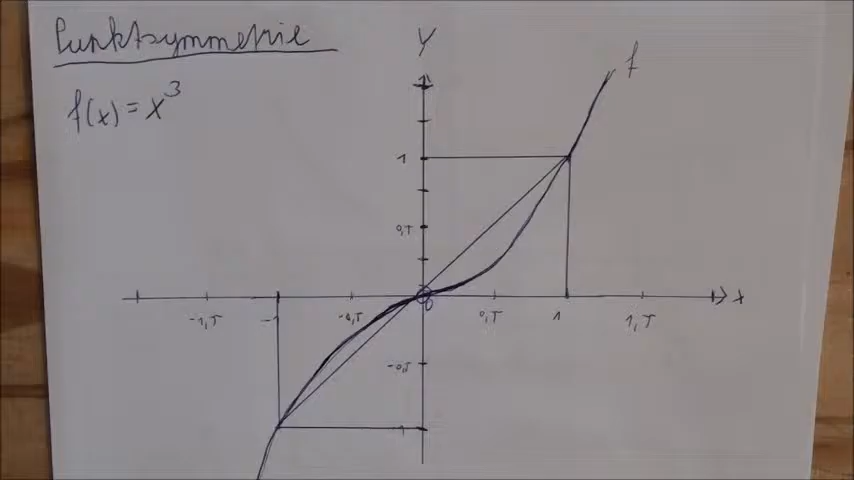 Punktsymmetrie
f(x) = x³
y
f
1
0,5
-1,5
-1
-0,5
0
0,5
1
1,5
x
-0,5
-1